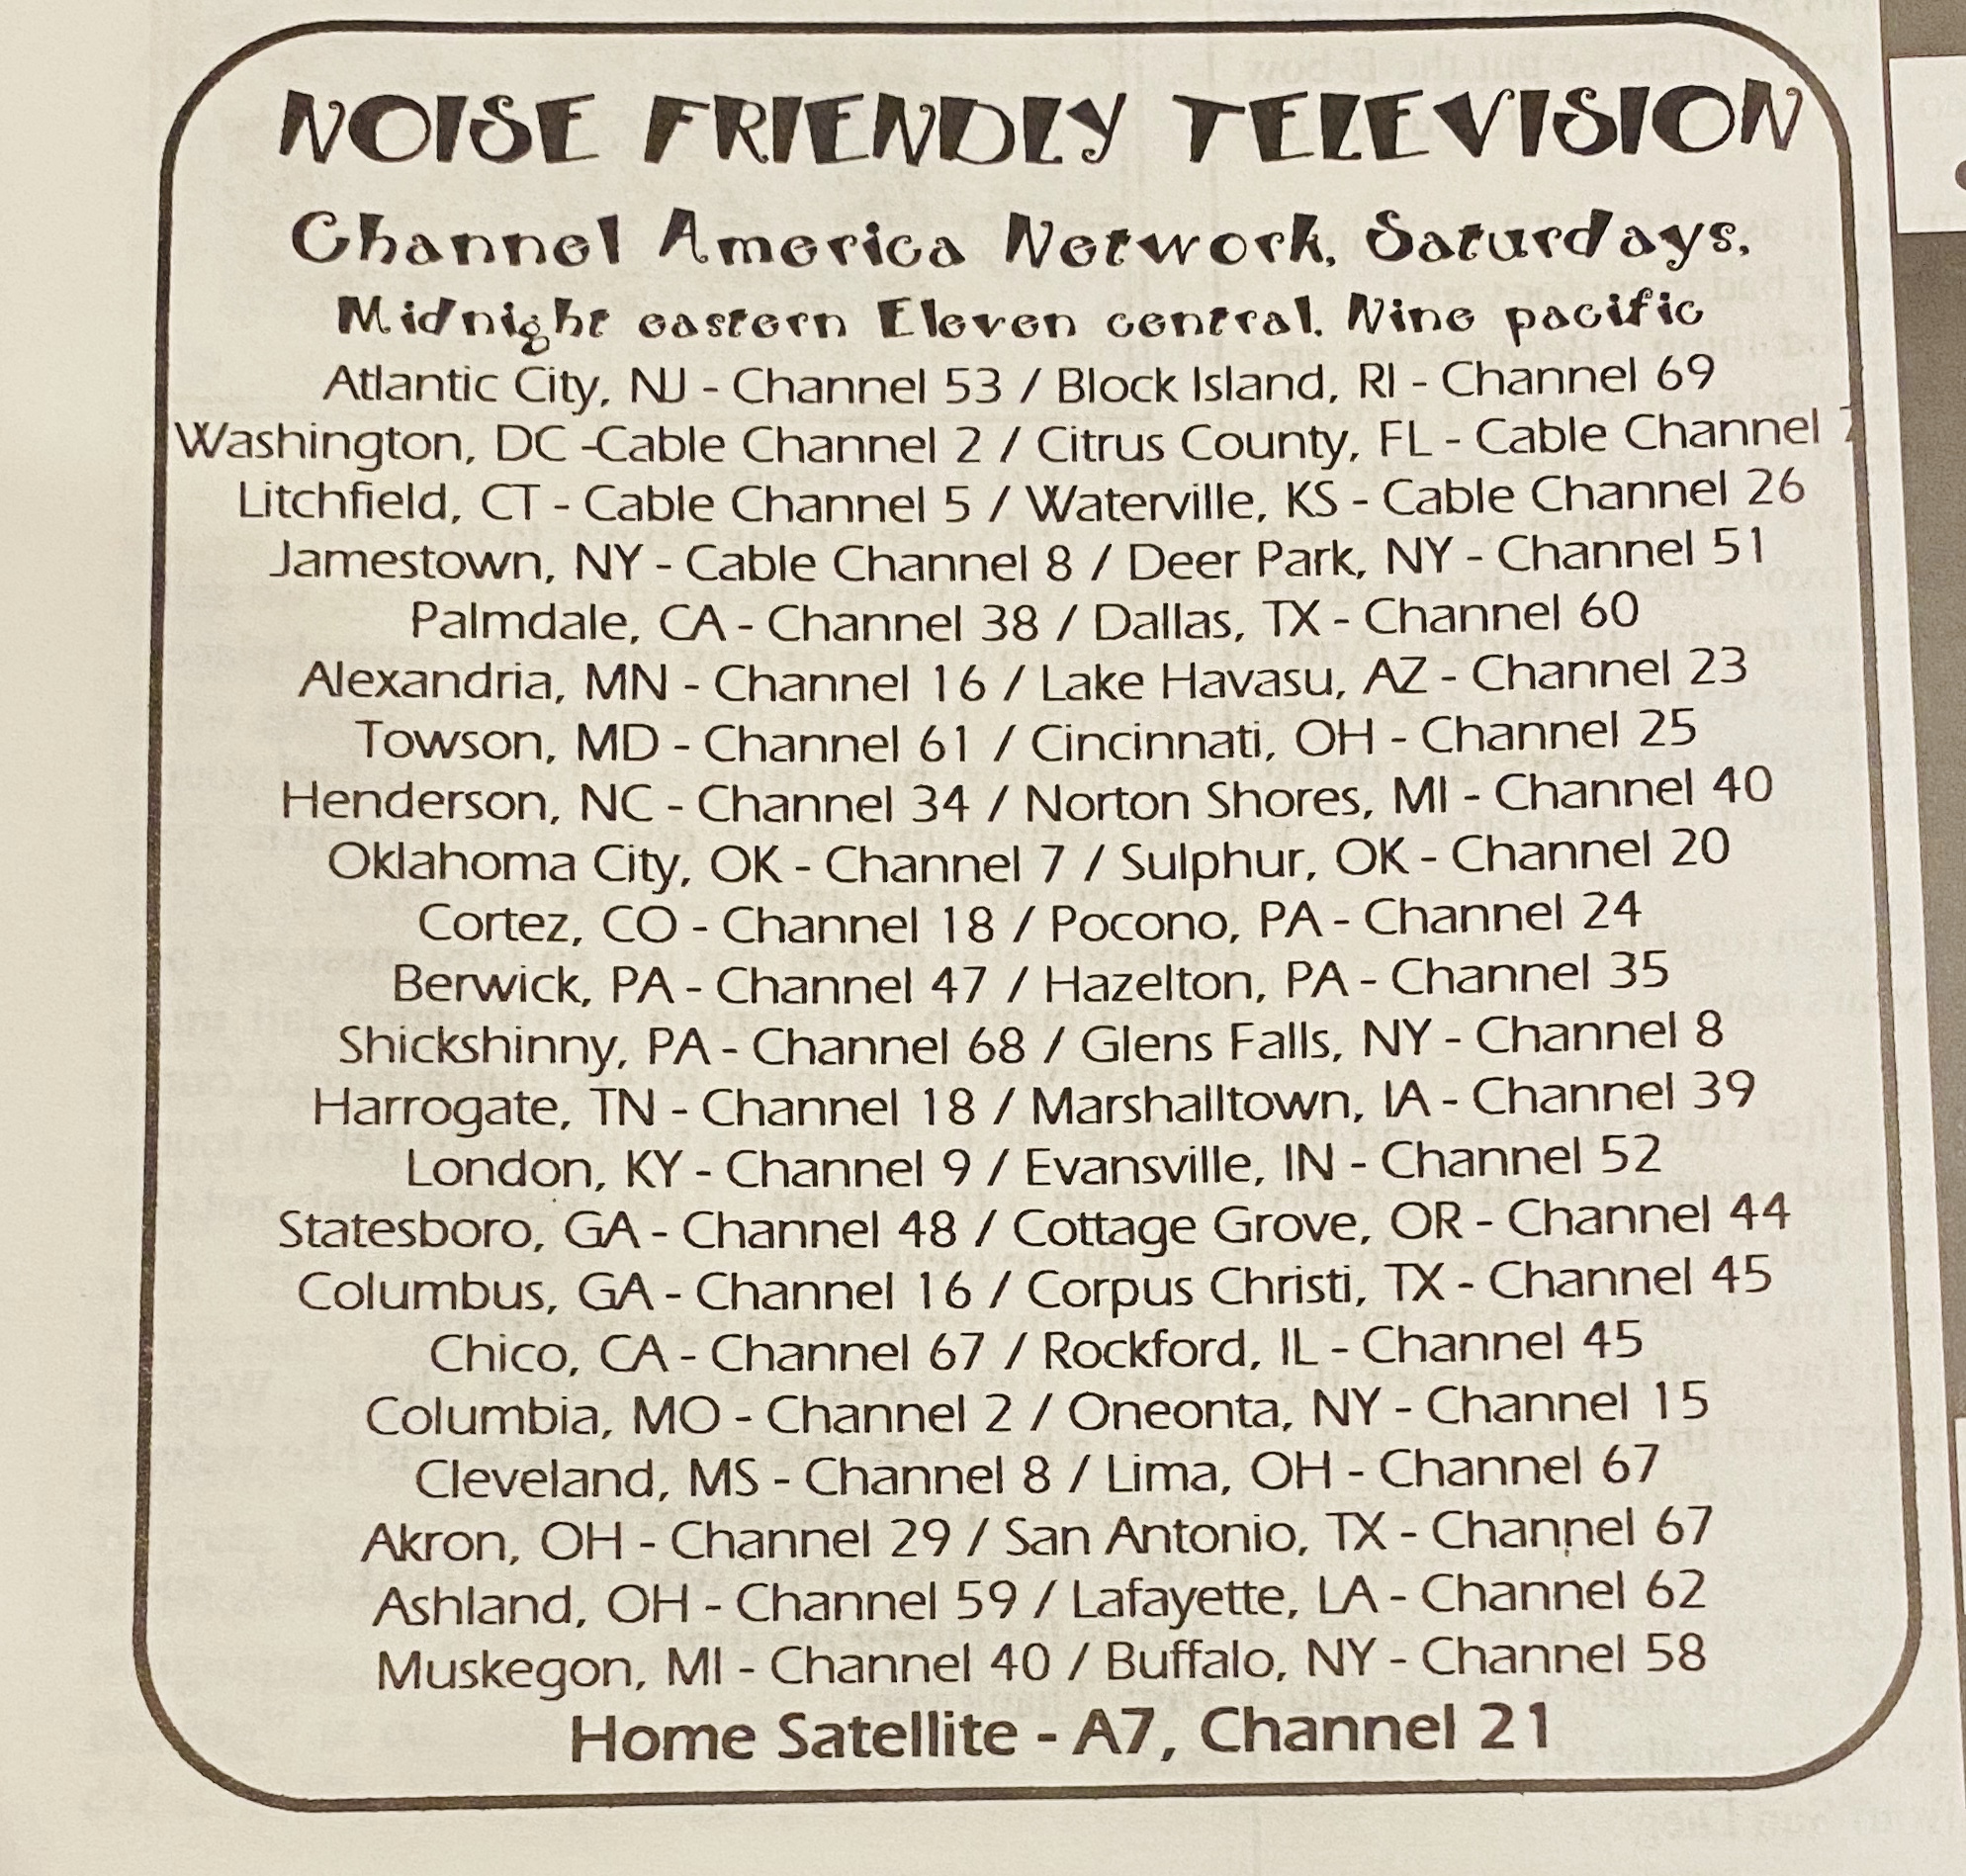 NOISE FRIENDLY TELEVISION
Channel America Network, Saturdays,
Midnight eastern Eleven central, Nine pacific
Atlantic City, NJ - Channel 53 / Block Island, RI - Channel 69
Washington, DC -Cable Channel 2 / Citrus County, FL - Cable Channel
Litchfield, CT - Cable Channel 5 / Waterville, KS - Cable Channel 26
Jamestown, NY - Cable Channel 8 / Deer Park, NY - Channel 51
Palmdale, CA - Channel 38 / Dallas, TX - Channel 60
Alexandria, MN - Channel 16 / Lake Havasu, AZ - Channel 23
Towson, MD - Channel 61 / Cincinnati, OH - Channel 25
Henderson, NC - Channel 34 / Norton Shores, MI - Channel 40
Oklahoma City, OK - Channel 7 / Sulphur, OK - Channel 20
Cortez, CO - Channel 18 / Pocono, PA - Channel 24
Berwick, PA - Channel 47 / Hazelton, PA - Channel 35
Shickshinny, PA - Channel 68 / Glens Falls, NY - Channel 8
Harrogate, TN - Channel 18 / Marshalltown, IA - Channel 39
London, KY - Channel 9 / Evansville, IN - Channel 52
Statesboro, GA - Channel 48 / Cottage Grove, OR - Channel 44
Columbus, GA - Channel 16 / Corpus Christi, TX - Channel 45
Chico, CA - Channel 67 / Rockford, IL - Channel 45
Columbia, MO - Channel 2 / Oneonta, NY - Channel 15
Cleveland, MS - Channel 8 / Lima, OH - Channel 67
Akron, OH - Channel 29 / San Antonio, TX - Channel 67
Ashland, OH - Channel 59 / Lafayette, LA - Channel 62
Muskegon, MI - Channel 40 / Buffalo, NY - Channel 58
Home Satellite - A7, Channel 21